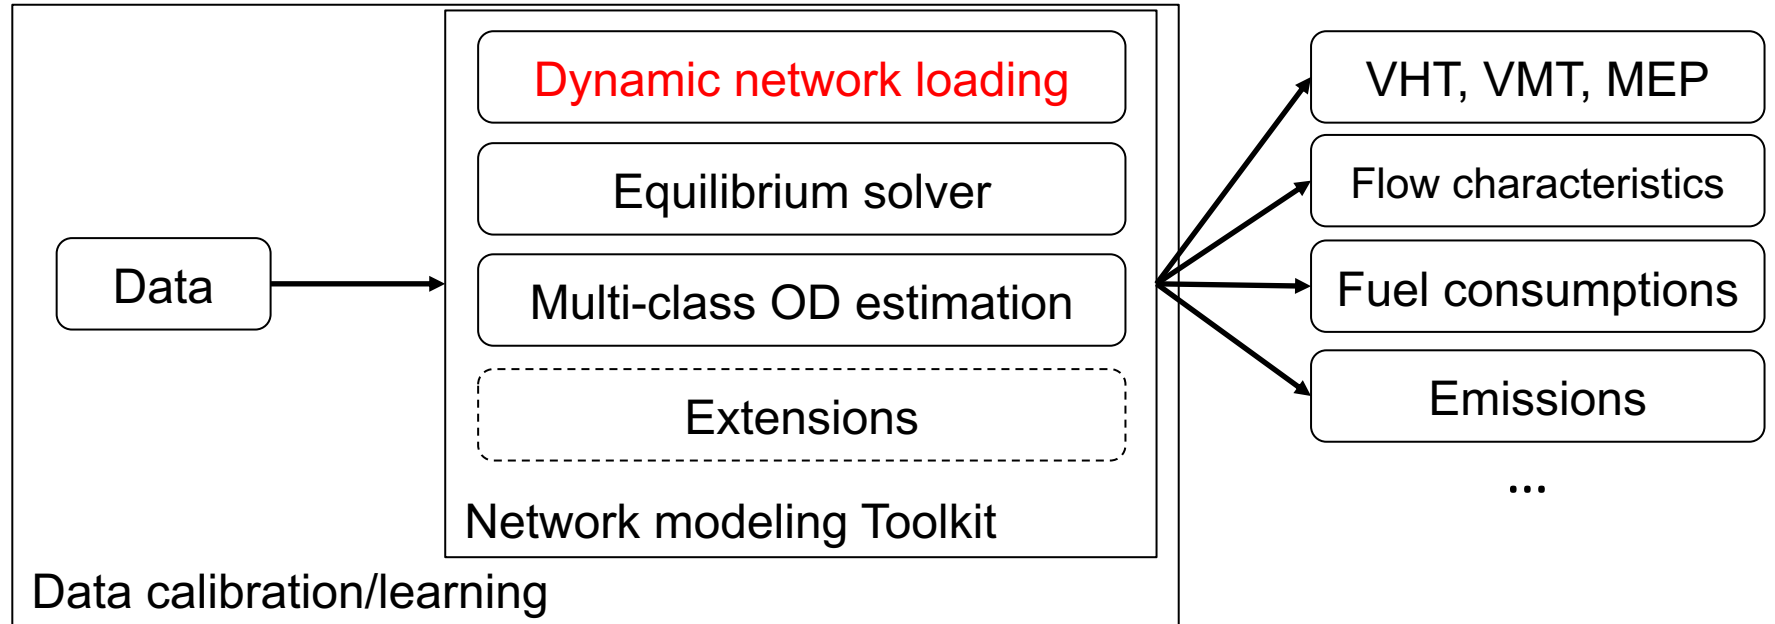 Dynamic network loading
Equilibrium solver
Multi-class OD estimation
Extensions
Network modeling Toolkit
Data
Data calibration/learning
VHT, VMT, MEP
Flow characteristics
Fuel consumptions
Emissions
...